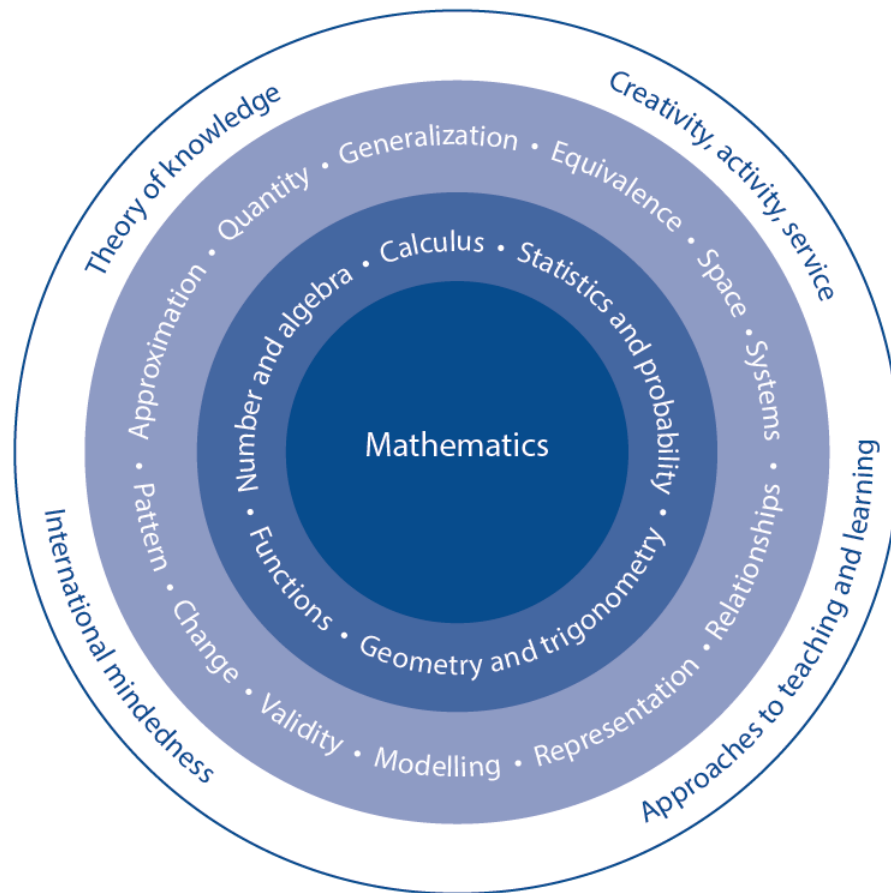 Theory of knowledge
Creativity, activity, service
Approaches to teaching and learning
International mindedness
Approximation • Quantity • Generalization • Equivalence • Space • Systems •
Pattern • Change • Validity • Modelling • Representation • Relationships
Number and algebra • Calculus • Statistics and probability •
Functions • Geometry and trigonometry
Mathematics